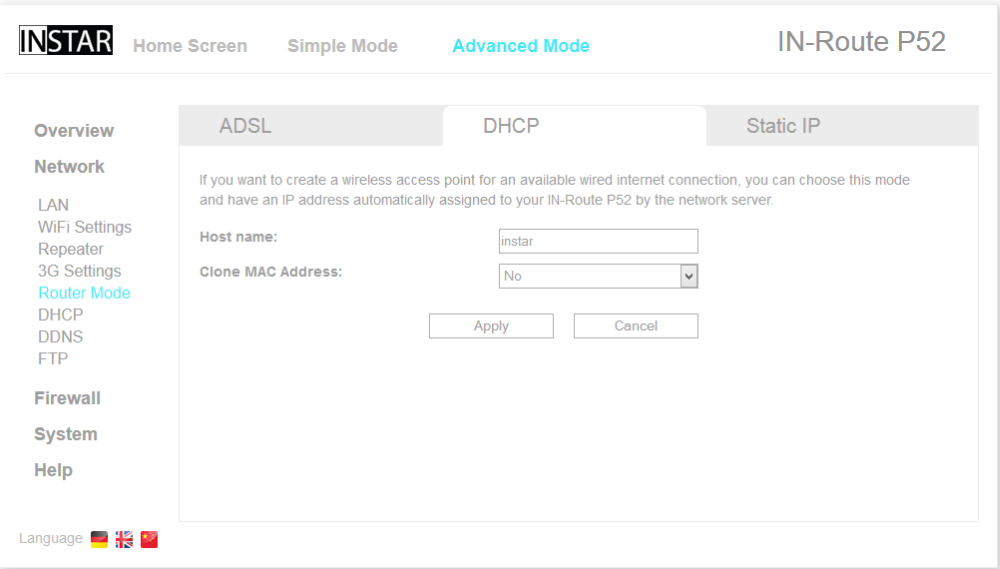 INSTAR Home Screen Simple Mode Advanced Mode IN-Route P52
Overview
Network
LAN
WiFi Settings
Repeater
3G Settings
Router Mode
DHCP
DDNS
FTP
Firewall
System
Help
Language
ADSL DHCP Static IP
If you want to create a wireless access point for an available wired internet connection, you can choose this mode
and have an IP address automatically assigned to your IN-Route P52 by the network server.
Host name: instar
Clone MAC Address: No
Apply Cancel